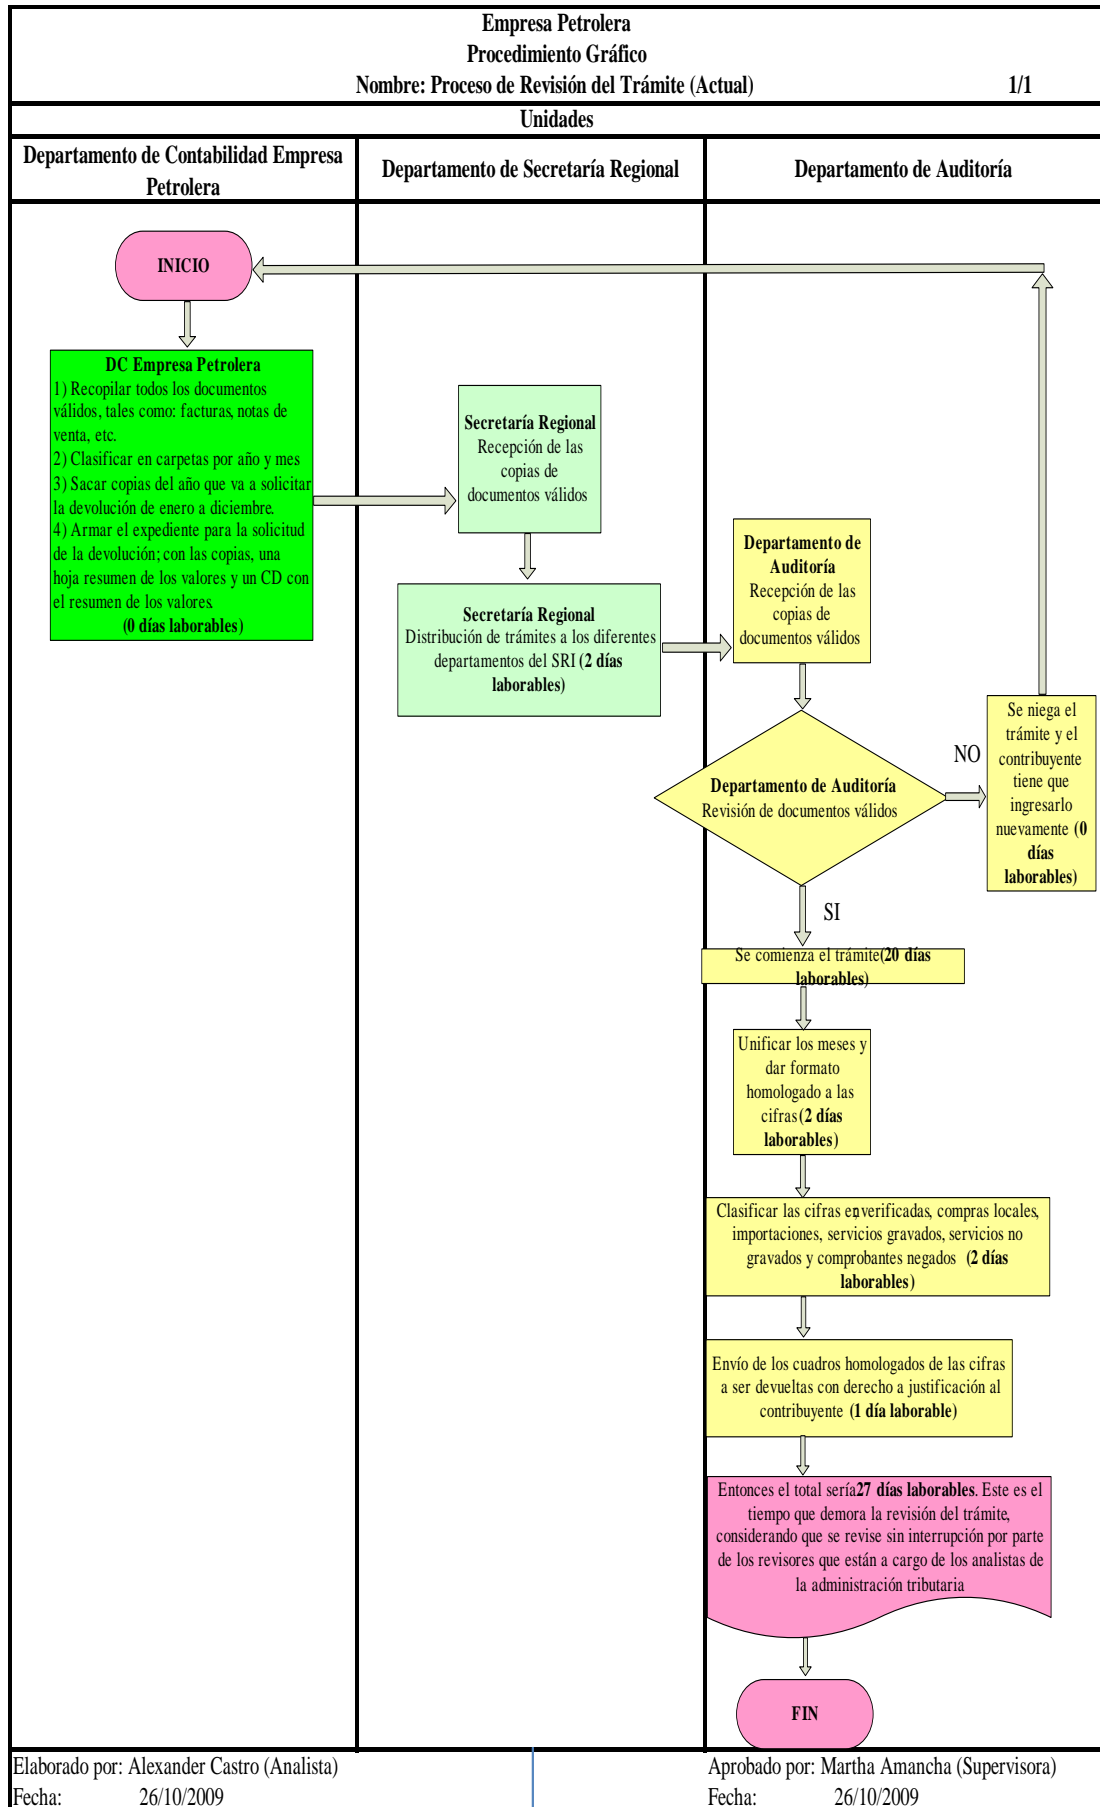 Empresa Petrolera
Procedimiento Gráfico
Nombre: Proceso de Revisión del Trámite (Actual) 1/1
Unidades
Departamento de Contabilidad Empresa
Petrolera
Departamento de Secretaría Regional
Departamento de Auditoría
INICIO
DC Empresa Petrolera
1) Recopilar todos los documentos
válidos, tales como: facturas, notas de
venta, etc.
2) Clasificar en carpetas por año y mes
3) Sacar copias del año que va a solicitar
la devolución de enero a diciembre.
4) Armar el expediente para la solicitud
de la devolución; con las copias, una
hoja resumen de los valores y un CD con
el resumen de los valores.
(0 días laborables)
Secretaría Regional
Recepción de las
copias de
documentos válidos
Secretaría Regional
Distribución de trámites a los diferentes
departamentos del SRI (2 días
laborables)
Departamento de
Auditoría
Recepción de las
copias de
documentos válidos
Departamento de Auditoría
Revisión de documentos válidos
NO
Se niega el
trámite y el
contribuyente
tiene que
ingresarlo
nuevamente (0
días
laborables)
SI
Se comienza el trámite (20 días
laborables)
Unificar los meses y
dar formato
homologado a las
cifras (2 días
laborables)
Clasificar las cifras en, verificadas, compras locales,
importaciones, servicios gravados, servicios no
gravados y comprobantes negados (2 días
laborables)
Envío de los cuadros homologados de las cifras
a ser devueltas con derecho a justificación al
contribuyente (1 día laborable)
Entonces el total sería 27 días laborables. Este es el
tiempo que demora la revisión del trámite,
considerando que se revise sin interrupción por parte
de los revisores que están a cargo de los analistas de
la administración tributaria
FIN
Elaborado por: Alexander Castro (Analista)
Fecha: 26/10/2009
Aprobado por: Martha Amancha (Supervisora)
Fecha: 26/10/2009